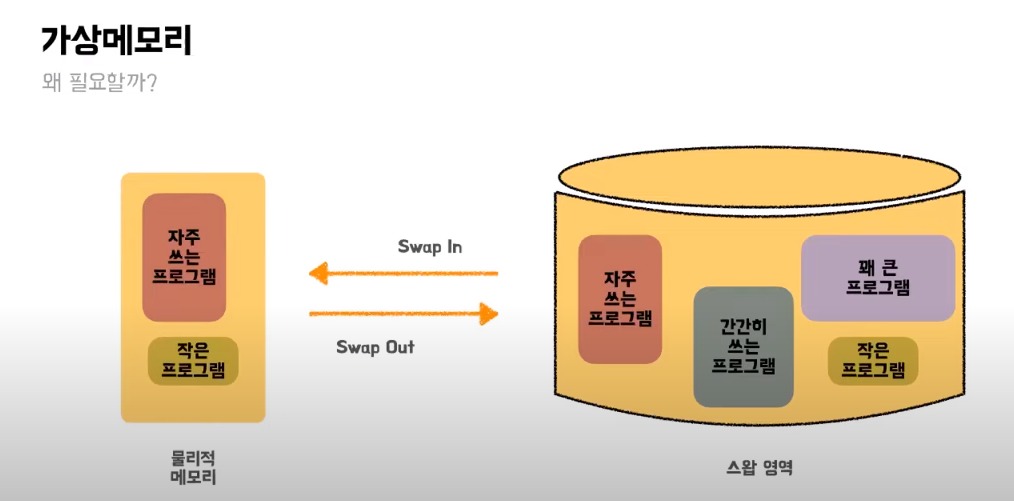 가상메모리
왜 필요할까?
자주
쓰는
프로그램
작은
프로그램
물리적
메모리
Swap In
Swap Out
자주
쓰는
프로그램
간간히
쓰는
프로그램
꽤 큰
프로그램
작은
프로그램
스왑 영역